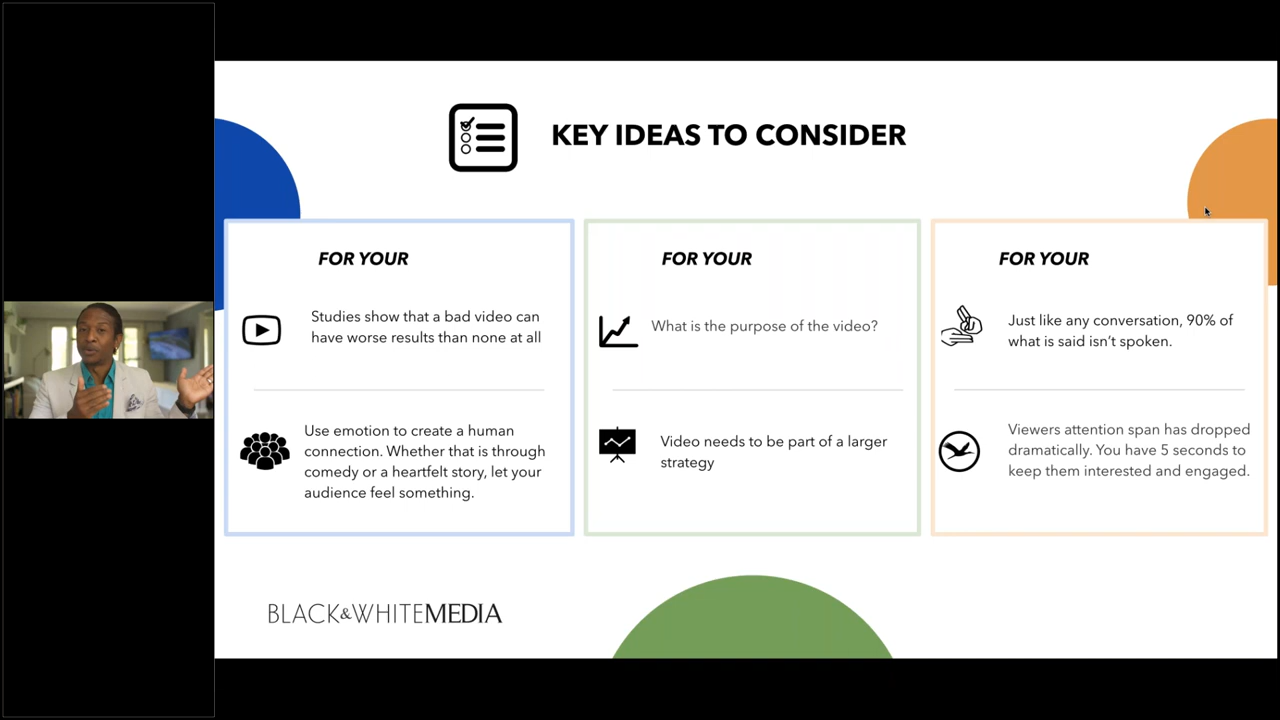 KEY IDEAS TO CONSIDER
FOR YOUR
Studies show that a bad video can
have worse results than none at all
Use emotion to create a human
connection. Whether that is through
comedy or a heartfelt story, let your
audience feel something.
FOR YOUR
What is the purpose of the video?
Video needs to be part of a larger
strategy
FOR YOUR
Just like any conversation, 90% of
what is said isn’t spoken.
Viewers attention span has dropped
dramatically. You have 5 seconds to
keep them interested and engaged.
BLACK&WHITEMEDIA